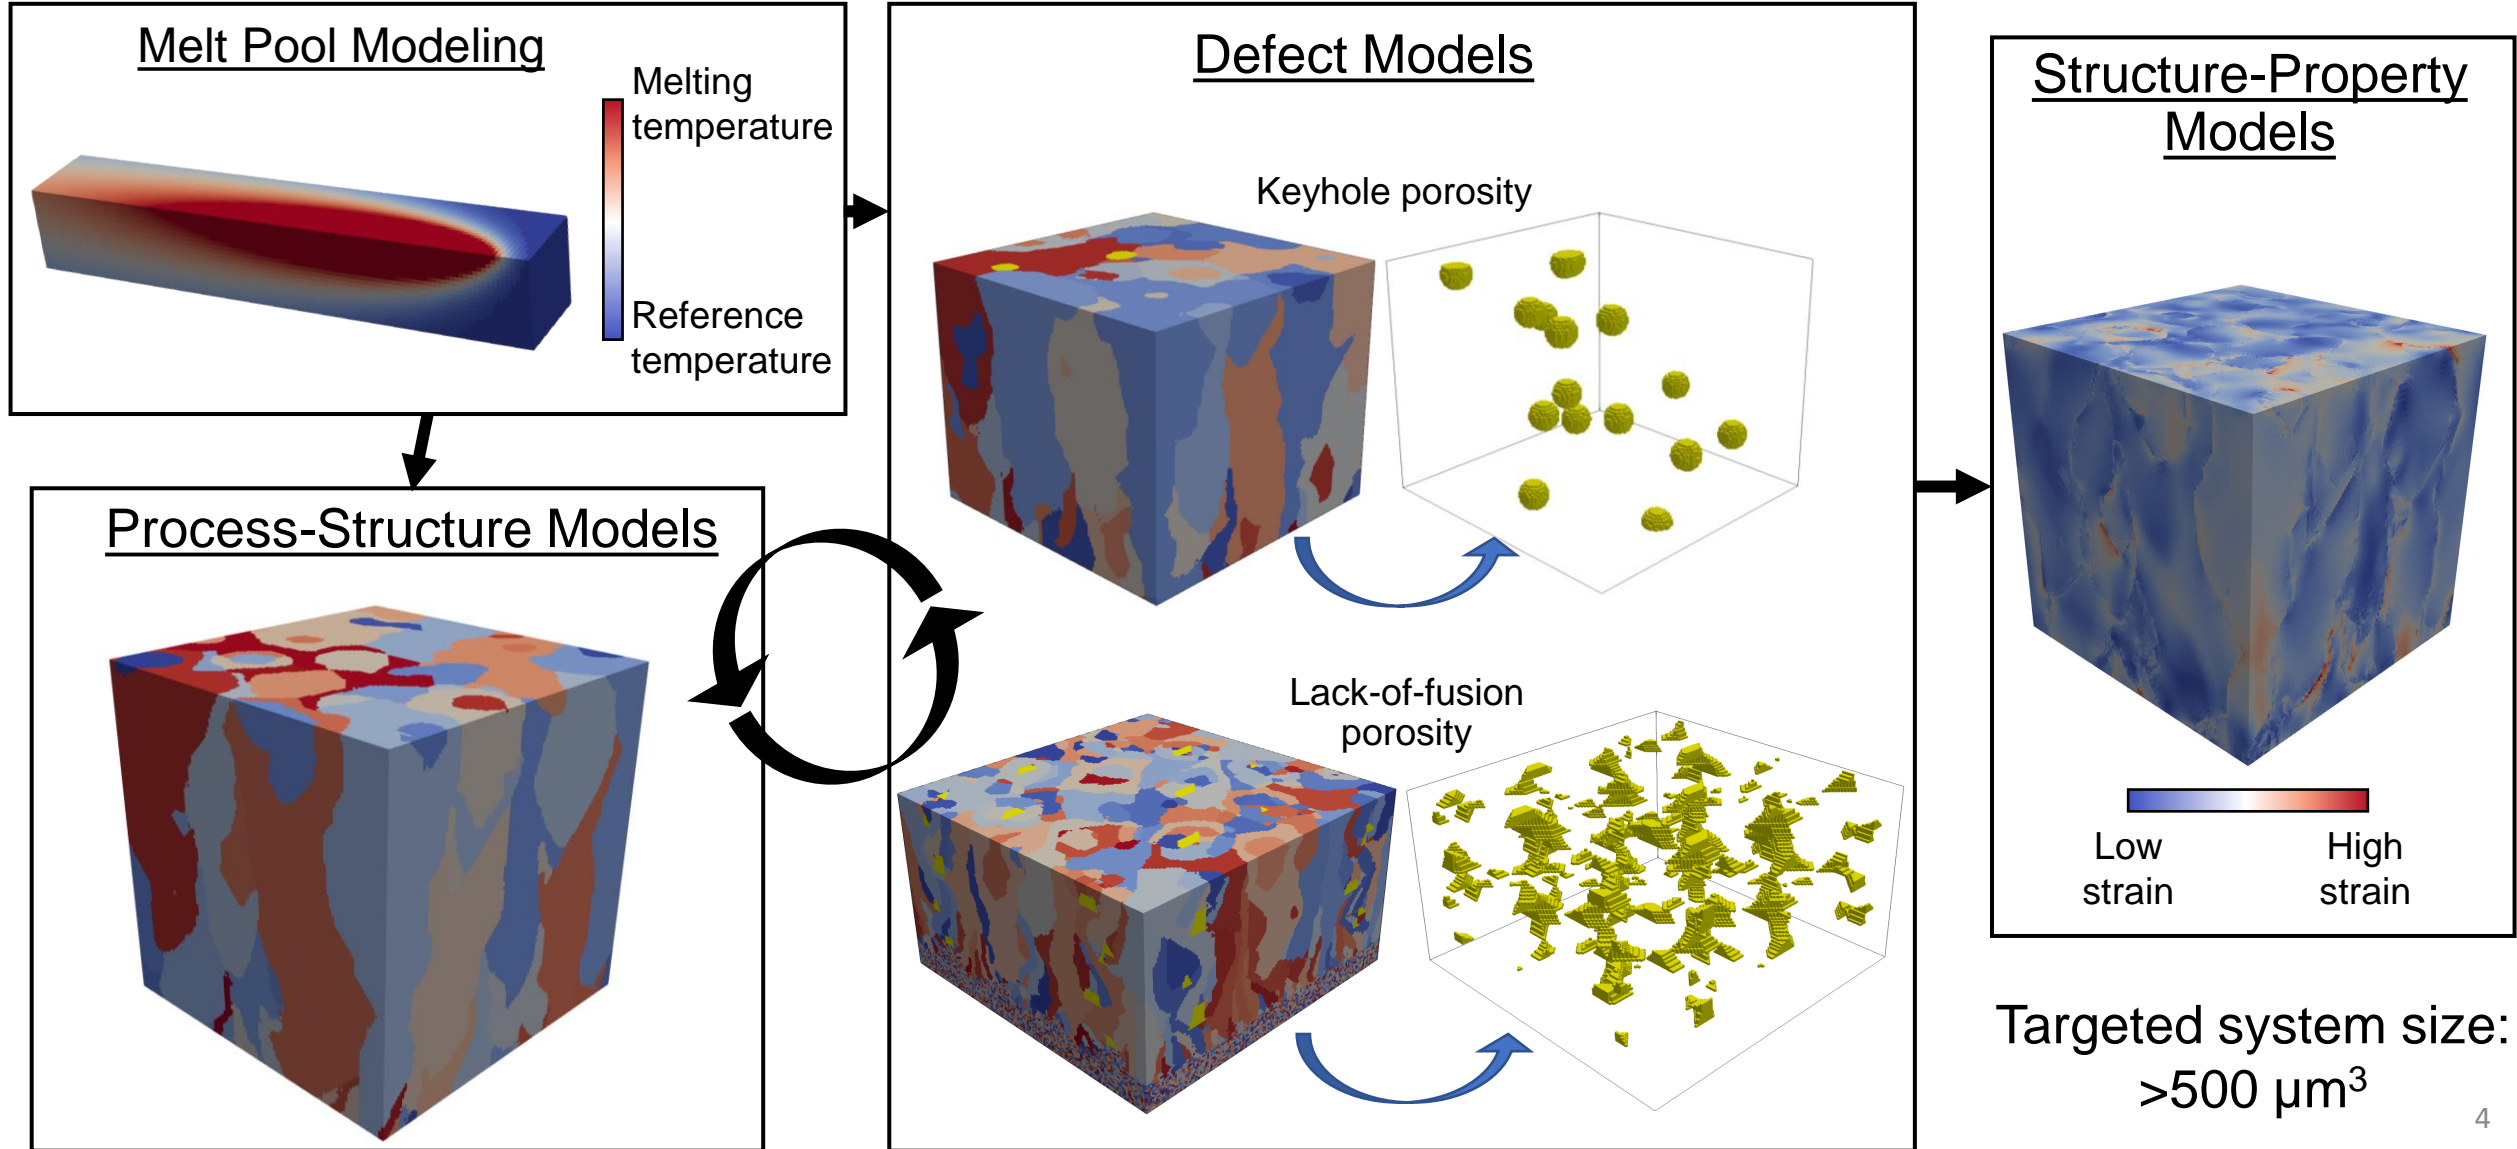 Melt Pool Modeling
Melting
temperature
Reference
temperature
Process-Structure Models
Defect Models
Keyhole porosity
Lack-of-fusion
porosity
Structure-Property
Models
Low
strain
High
strain
Targeted system size:
>500 µm³
4